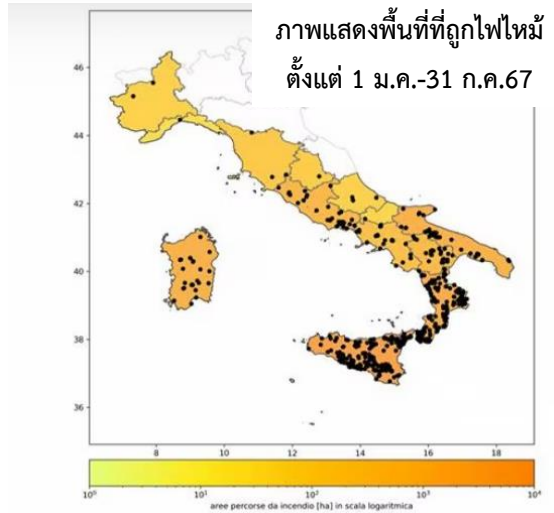 ภาพแสดงพื้นที่ที่ถูกไฟไหม้
ตั้งแต่ 1 ม.ค.-31 ก.ค.67
46
44
42
40
38
36
8 10 12 14 16 18
10⁰ 10¹ 10² 10³ 10⁴
aree percorse da incendio [ha] in scala logaritmica